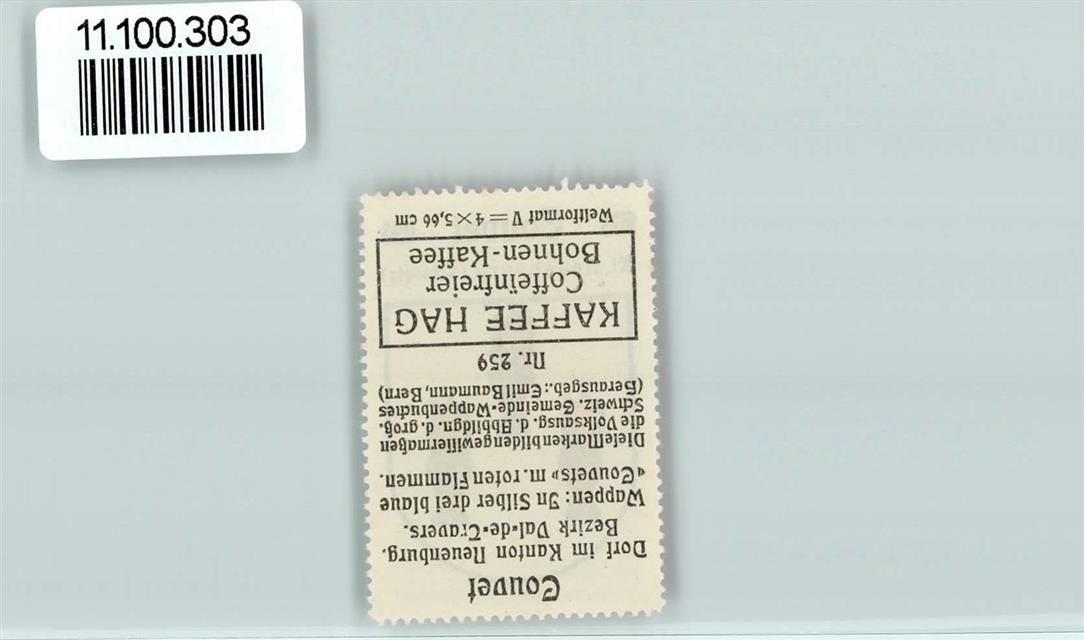 11.100.303
Couvet
Dorf im Kanton Neuenburg.
Bezirk Val-de-Travers.
Wappen: In Silber drei blaue
«Couvets» m. roten Flammen.
Diese Marken bilden gewissermaßen
die Volksausg. d. Abbildgn. d. groß.
Schweiz. Gemeinde-Wappenbuches
(Herausgeb.: Emil Baumann, Bern)
Nr. 259
KAFFEE HAG
Coffeïnfreier
Bohnen-Kaffee
Weltformat V = 4 × 5,66 cm